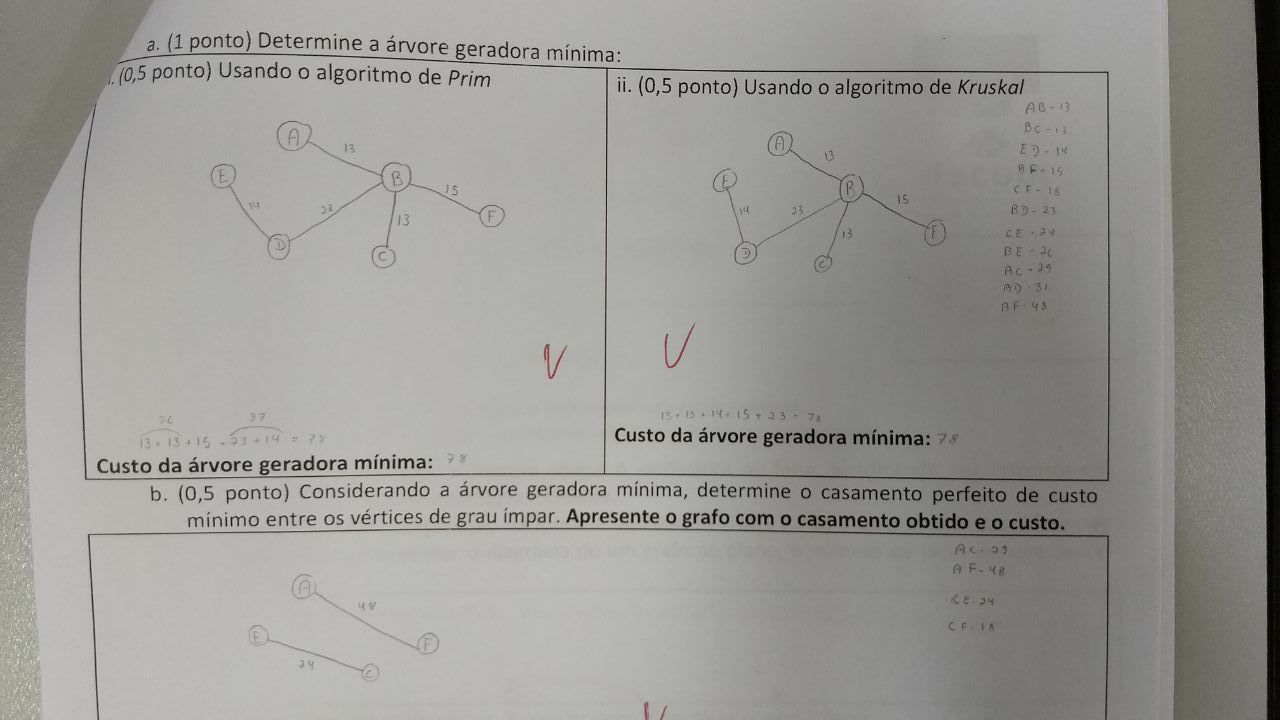 a. (1 ponto) Determine a árvore geradora mínima:
. (0,5 ponto) Usando o algoritmo de Prim
A
13
E
B
15
14
23
13
F
D
C
26
37
13 + 13 + 15 + 23 + 14 = 78
Custo da árvore geradora mínima: 78
ii. (0,5 ponto) Usando o algoritmo de Kruskal
AB - 13
BC - 13
ED - 14
BF - 15
CF - 18
BD - 23
CE - 24
BE - 26
AC - 29
AD - 31
AF - 48
A
13
E
B
15
14
23
13
F
D
C
13 + 13 + 14 + 15 + 23 = 78
Custo da árvore geradora mínima: 78
b. (0,5 ponto) Considerando a árvore geradora mínima, determine o casamento perfeito de custo
mínimo entre os vértices de grau ímpar. Apresente o grafo com o casamento obtido e o custo.
AC - 29
AF - 48
CE - 24
CF - 18
A
48
E
F
24
C